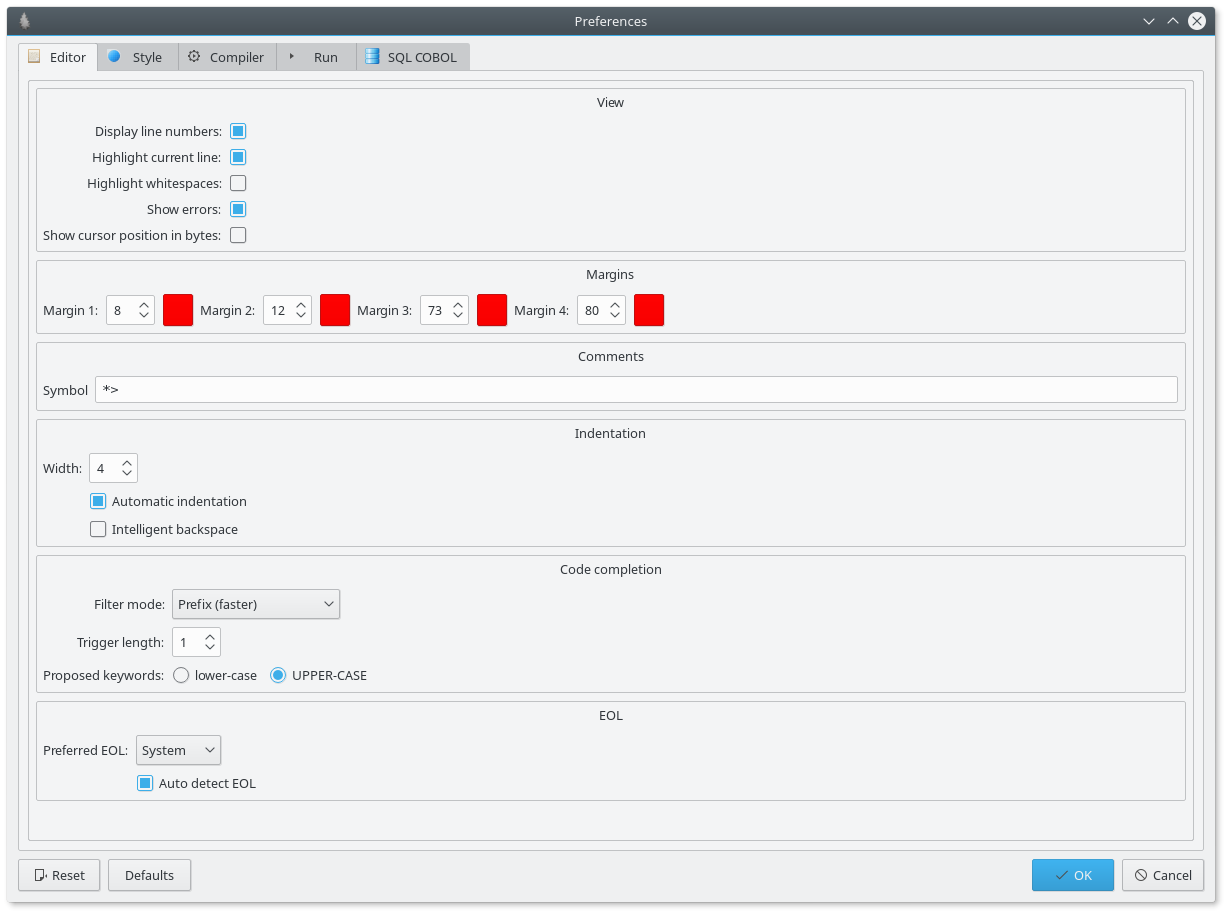 Preferences
Editor Style Compiler Run SQL COBOL
View
Display line numbers:
Highlight current line:
Highlight whitespaces:
Show errors:
Show cursor position in bytes:
Margins
Margin 1: 8 Margin 2: 12 Margin 3: 73 Margin 4: 80
Comments
Symbol *>
Indentation
Width: 4
Automatic indentation
Intelligent backspace
Code completion
Filter mode: Prefix (faster)
Trigger length: 1
Proposed keywords: lower-case UPPER-CASE
EOL
Preferred EOL: System
Auto detect EOL
Reset Defaults OK Cancel